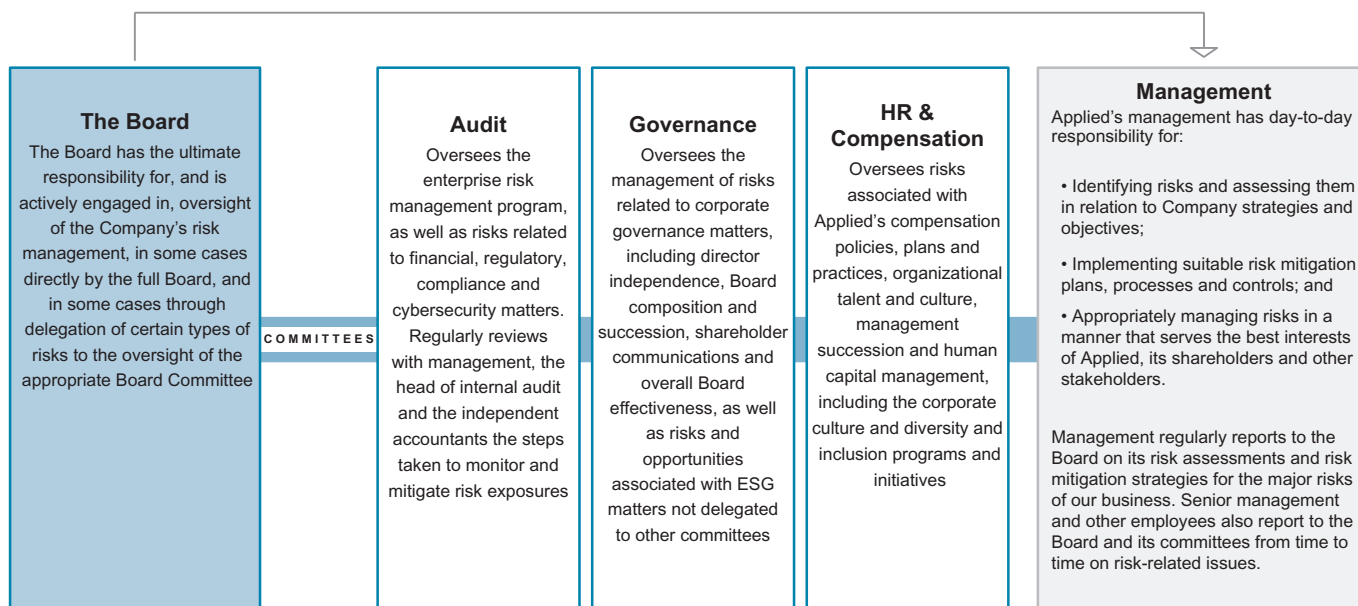 The Board
The Board has the ultimate
responsibility for, and is
actively engaged in, oversight
of the Company's risk
management, in some cases
directly by the full Board, and
in some cases through
delegation of certain types of
risks to the oversight of the
appropriate Board Committee
COMMITTEES
Audit
Oversees the
enterprise risk
management program,
as well as risks related
to financial, regulatory,
compliance and
cybersecurity matters.
Regularly reviews
with management, the
head of internal audit
and the independent
accountants the steps
taken to monitor and
mitigate risk exposures
Governance
Oversees the
management of risks
related to corporate
governance matters,
including director
independence, Board
composition and
succession, shareholder
communications and
overall Board
effectiveness, as well
as risks and
opportunities
associated with ESG
matters not delegated
to other committees
HR &
Compensation
Oversees risks
associated with
Applied's compensation
policies, plans and
practices, organizational
talent and culture,
management
succession and human
capital management,
including the corporate
culture and diversity and
inclusion programs and
initiatives
Management
Applied's management has day-to-day
responsibility for:
• Identifying risks and assessing them
in relation to Company strategies and
objectives;
• Implementing suitable risk mitigation
plans, processes and controls; and
• Appropriately managing risks in a
manner that serves the best interests
of Applied, its shareholders and other
stakeholders.
Management regularly reports to the
Board on its risk assessments and risk
mitigation strategies for the major risks
of our business. Senior management
and other employees also report to the
Board and its committees from time to
time on risk-related issues.